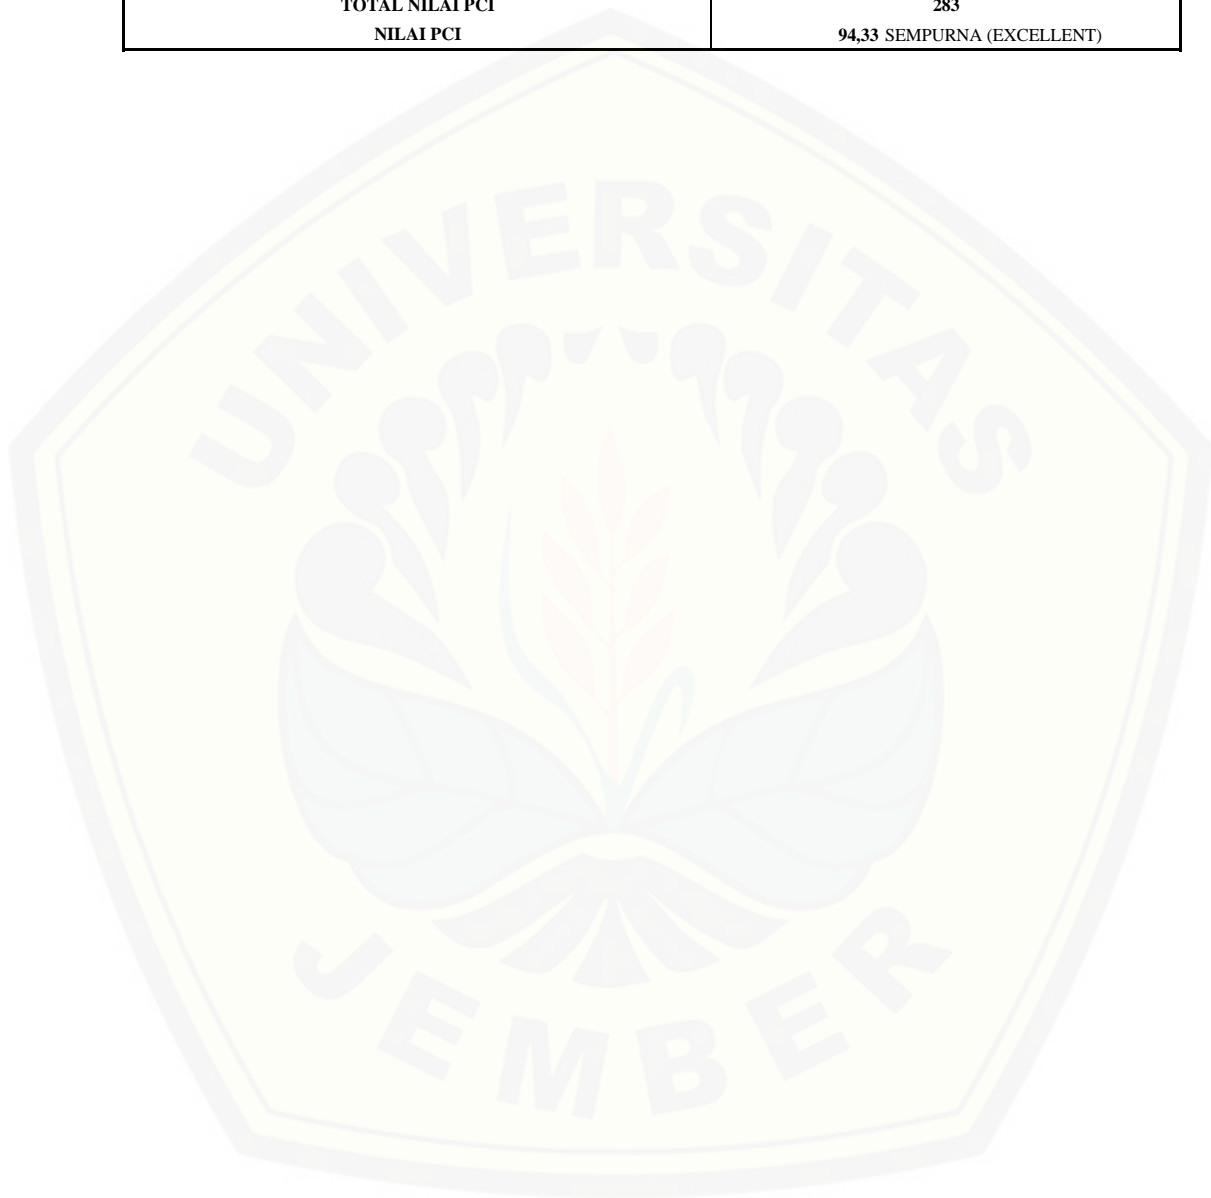 TOTAL NILAI PCI 283
NILAI PCI 94,33 SEMPURNA (EXCELLENT)
UNIVERSITAS
JEMBER